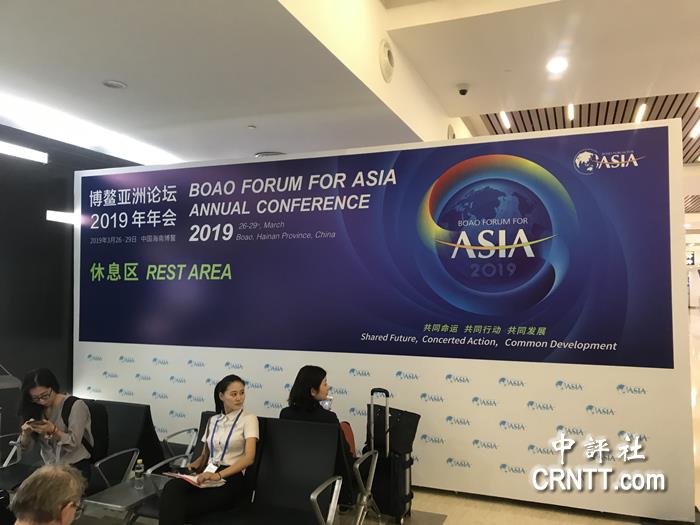 博鳌亚洲论坛
2019年年会
2019年3月26-29日 中国海南博鳌
休息区 REST AREA
BOAO FORUM FOR ASIA
ANNUAL CONFERENCE
2019
26-29th, March
Boao, Hainan Province, China
BOAO FORUM FOR
ASIA
2019
BOAO FORUM FOR
ASIA
共同命运 共同行动 共同发展
Shared Future, Concerted Action, Common Development
ASIA
中評社
CRNTT.com